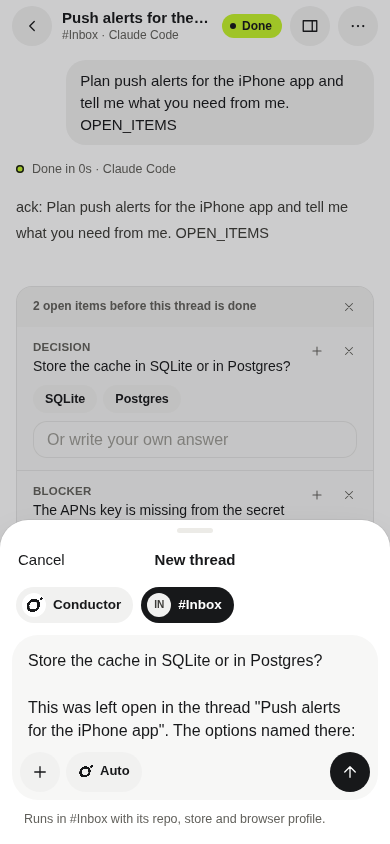 Push alerts for the...
#Inbox · Claude Code
Done
Plan push alerts for the iPhone app and
tell me what you need from me.
OPEN_ITEMS
Done in 0s · Claude Code
ack: Plan push alerts for the iPhone app and tell me
what you need from me. OPEN_ITEMS
2 open items before this thread is done
DECISION
Store the cache in SQLite or in Postgres?
SQLite Postgres
Or write your own answer
BLOCKER
The APNs key is missing from the secret
Cancel New thread
Conductor IN #Inbox
Store the cache in SQLite or in Postgres?
This was left open in the thread "Push alerts
for the iPhone app". The options named there:
Auto
Runs in #Inbox with its repo, store and browser profile.